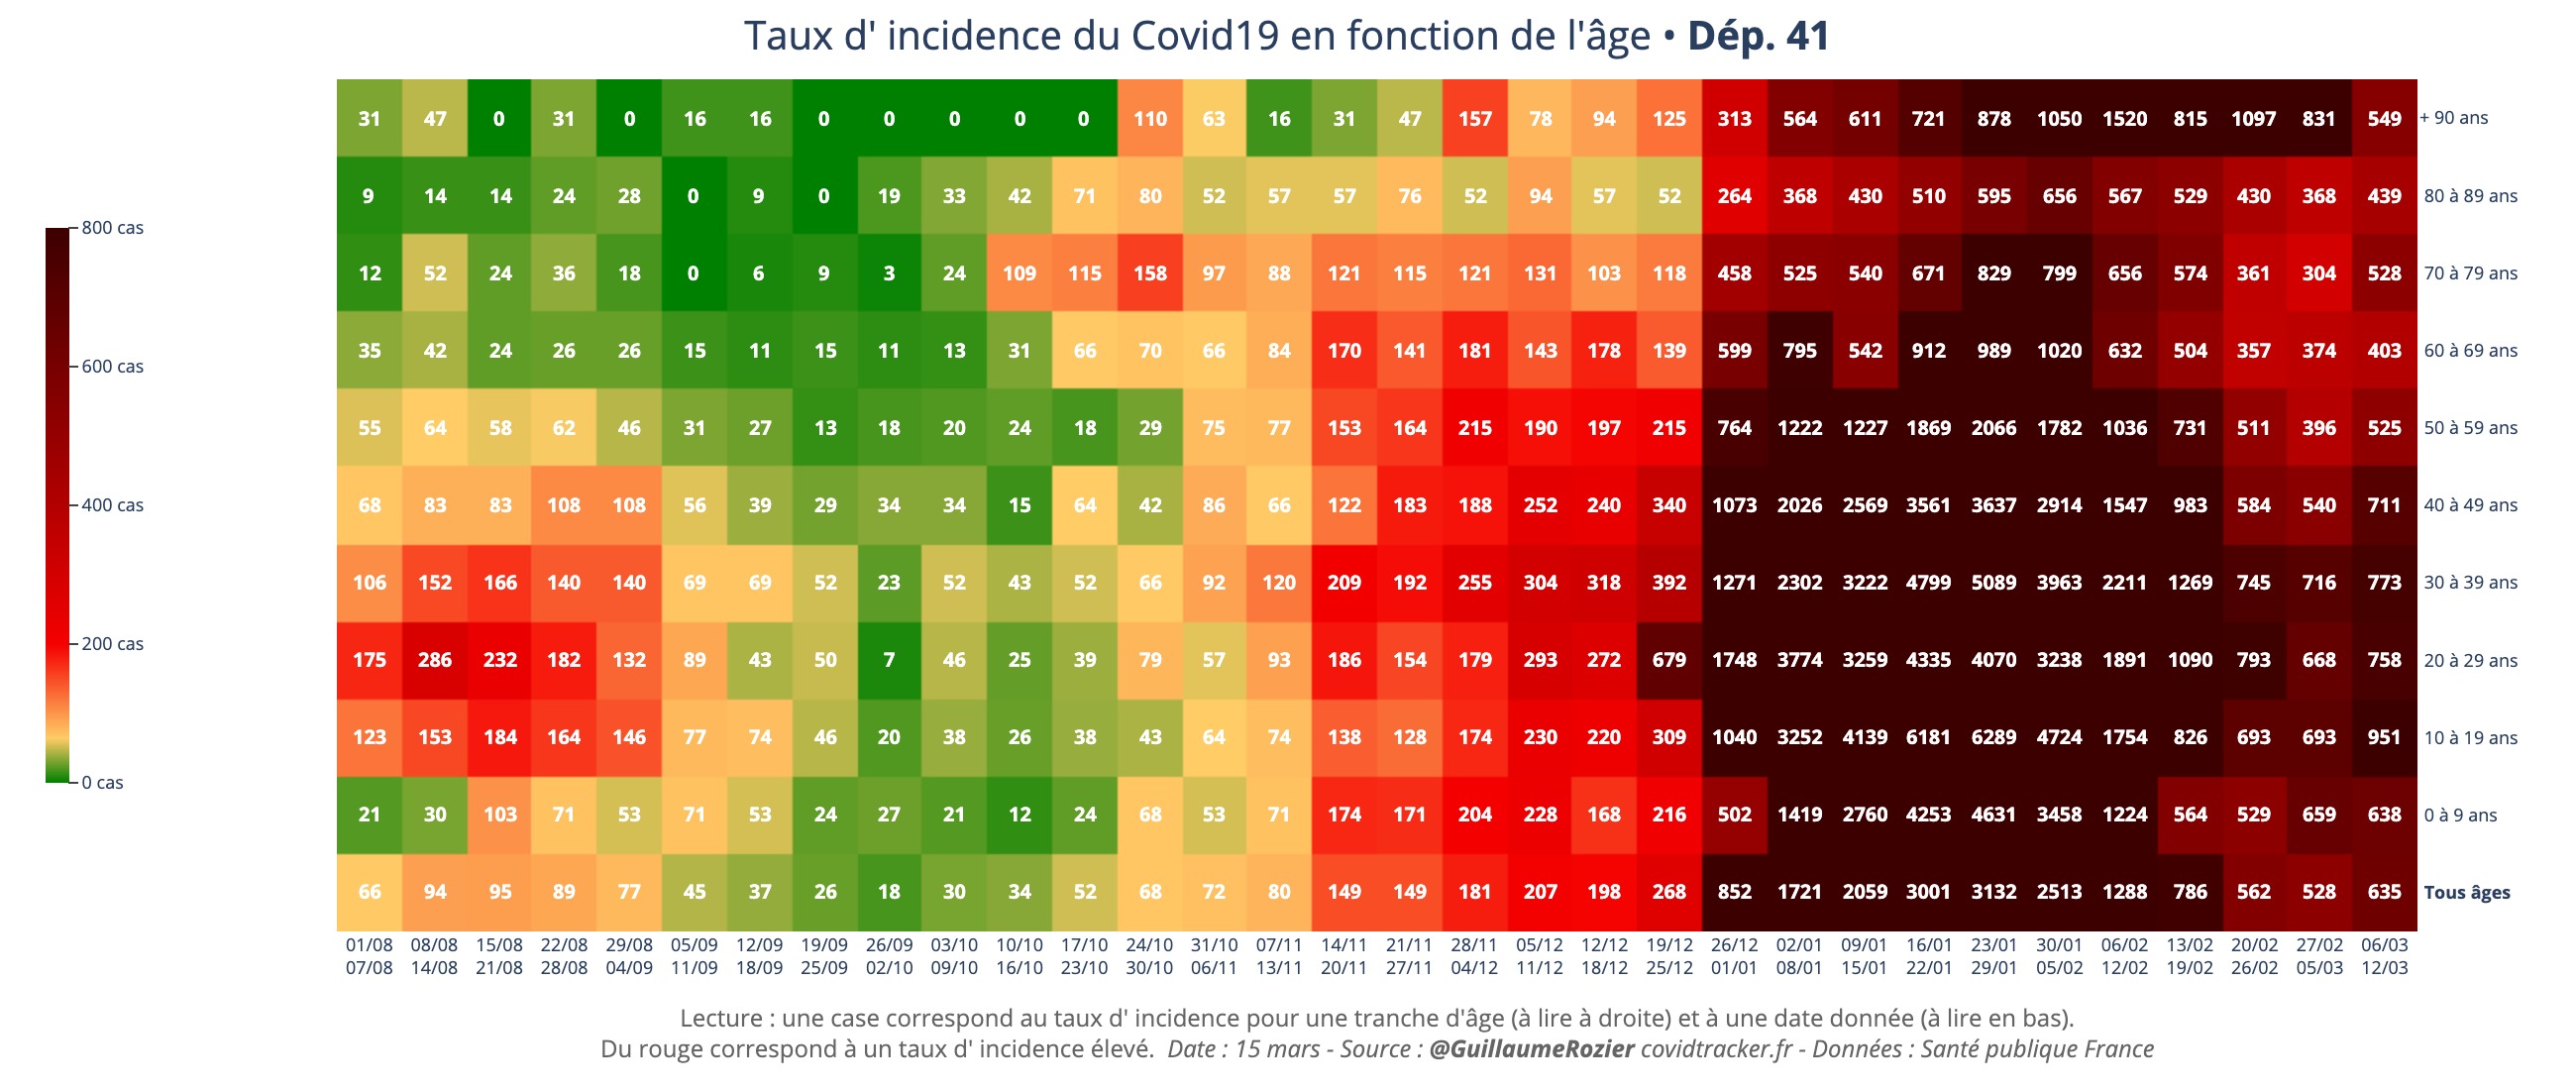 Taux d' incidence du Covid19 en fonction de l'âge • Dép. 41
800 cas
600 cas
400 cas
200 cas
0 cas
31 47 0 31 0 16 16 0 0 0 0 0 110 63 16 31 47 157 78 94 125 313 564 611 721 878 1050 1520 815 1097 831 549 + 90 ans
9 14 14 24 28 0 9 0 19 33 42 71 80 52 57 57 76 52 94 57 52 264 368 430 510 595 656 567 529 430 368 439 80 à 89 ans
12 52 24 36 18 0 6 9 3 24 109 115 158 97 88 121 115 121 131 103 118 458 525 540 671 829 799 656 574 361 304 528 70 à 79 ans
35 42 24 26 26 15 11 15 11 13 31 66 70 66 84 170 141 181 143 178 139 599 795 542 912 989 1020 632 504 357 374 403 60 à 69 ans
55 64 58 62 46 31 27 13 18 20 24 18 29 75 77 153 164 215 190 197 215 764 1222 1227 1869 2066 1782 1036 731 511 396 525 50 à 59 ans
68 83 83 108 108 56 39 29 34 34 15 64 42 86 66 122 183 188 252 240 340 1073 2026 2569 3561 3637 2914 1547 983 584 540 711 40 à 49 ans
106 152 166 140 140 69 69 52 23 52 43 52 66 92 120 209 192 255 304 318 392 1271 2302 3222 4799 5089 3963 2211 1269 745 716 773 30 à 39 ans
175 286 232 182 132 89 43 50 7 46 25 39 79 57 93 186 154 179 293 272 679 1748 3774 3259 4335 4070 3238 1891 1090 793 668 758 20 à 29 ans
123 153 184 164 146 77 74 46 20 38 26 38 43 64 74 138 128 174 230 220 309 1040 3252 4139 6181 6289 4724 1754 826 693 693 951 10 à 19 ans
21 30 103 71 53 71 53 24 27 21 12 24 68 53 71 174 171 204 228 168 216 502 1419 2760 4253 4631 3458 1224 564 529 659 638 0 à 9 ans
66 94 95 89 77 45 37 26 18 30 34 52 68 72 80 149 149 181 207 198 268 852 1721 2059 3001 3132 2513 1288 786 562 528 635 Tous âges
01/08 08/08 15/08 22/08 29/08 05/09 12/09 19/09 26/09 03/10 10/10 17/10 24/10 31/10 07/11 14/11 21/11 28/11 05/12 12/12 19/12 26/12 02/01 09/01 16/01 23/01 30/01 06/02 13/02 20/02 27/02 06/03
07/08 14/08 21/08 28/08 04/09 11/09 18/09 25/09 02/10 09/10 16/10 23/10 30/10 06/11 13/11 20/11 27/11 04/12 11/12 18/12 25/12 01/01 08/01 15/01 22/01 29/01 05/02 12/02 19/02 26/02 05/03 12/03
Lecture : une case correspond au taux d' incidence pour une tranche d'âge (à lire à droite) et à une date donnée (à lire en bas).
Du rouge correspond à un taux d' incidence élevé. Date : 15 mars - Source : @GuillaumeRozier covidtracker.fr - Données : Santé publique France